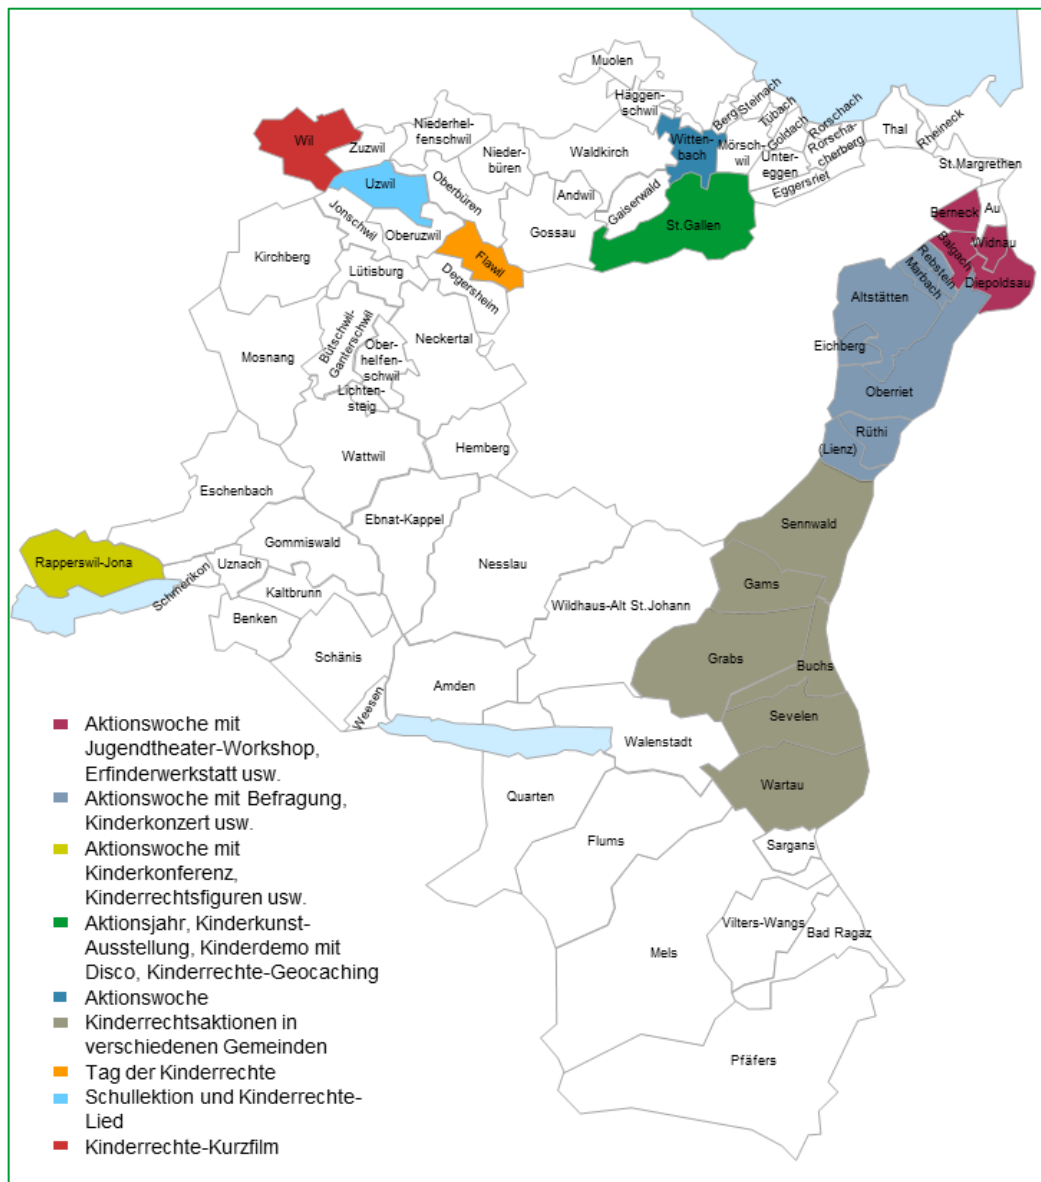 Muolen
Häggen-
schwil
Berg
Steinach
Tübach
Goldach
Rorschach
Rorscha-
cherberg
Thal
Rheineck
St.Margrethen
Wil
Zuzwil
Niederhel-
fenschwil
Nieder-
büren
Waldkirch
Witten-
bach
Mörsch-
wil
Unter-
eggen
Eggersriet
Uzwil
Oberbüren
Andwil
Gaiserwald
Gossau
St.Gallen
Berneck
Au
Widnau
Balgach
Rebstein
Marbach
Diepoldsau
Jonschwil
Oberuzwil
Flawil
Degersheim
Kirchberg
Lütisburg
Altstätten
Eichberg
Oberriet
Rüthi
(Lienz)
Mosnang
Bütschwil-
Ganterschwil
Ober-
helfen-
schwil
Neckertal
Lichten-
steig
Wattwil
Hemberg
Eschenbach
Ebnat-Kappel
Nesslau
Sennwald
Gams
Wildhaus-Alt St.Johann
Grabs
Buchs
Sevelen
Wartau
Rapperswil-Jona
Schmerikon
Uznach
Gommiswald
Kaltbrunn
Benken
Schänis
Weesen
Amden
Walenstadt
Quarten
Flums
Sargans
Mels
Vilters-Wangs
Bad Ragaz
Pfäfers
Aktionswoche mit
Jugendtheater-Workshop,
Erfinderwerkstatt usw.
Aktionswoche mit Befragung,
Kinderkonzert usw.
Aktionswoche mit
Kinderkonferenz,
Kinderrechtsfiguren usw.
Aktionsjahr, Kinderkunst-
Ausstellung, Kinderdemo mit
Disco, Kinderrechte-Geocaching
Aktionswoche
Kinderrechtsaktionen in
verschiedenen Gemeinden
Tag der Kinderrechte
Schullektion und Kinderrechte-
Lied
Kinderrechte-Kurzfilm